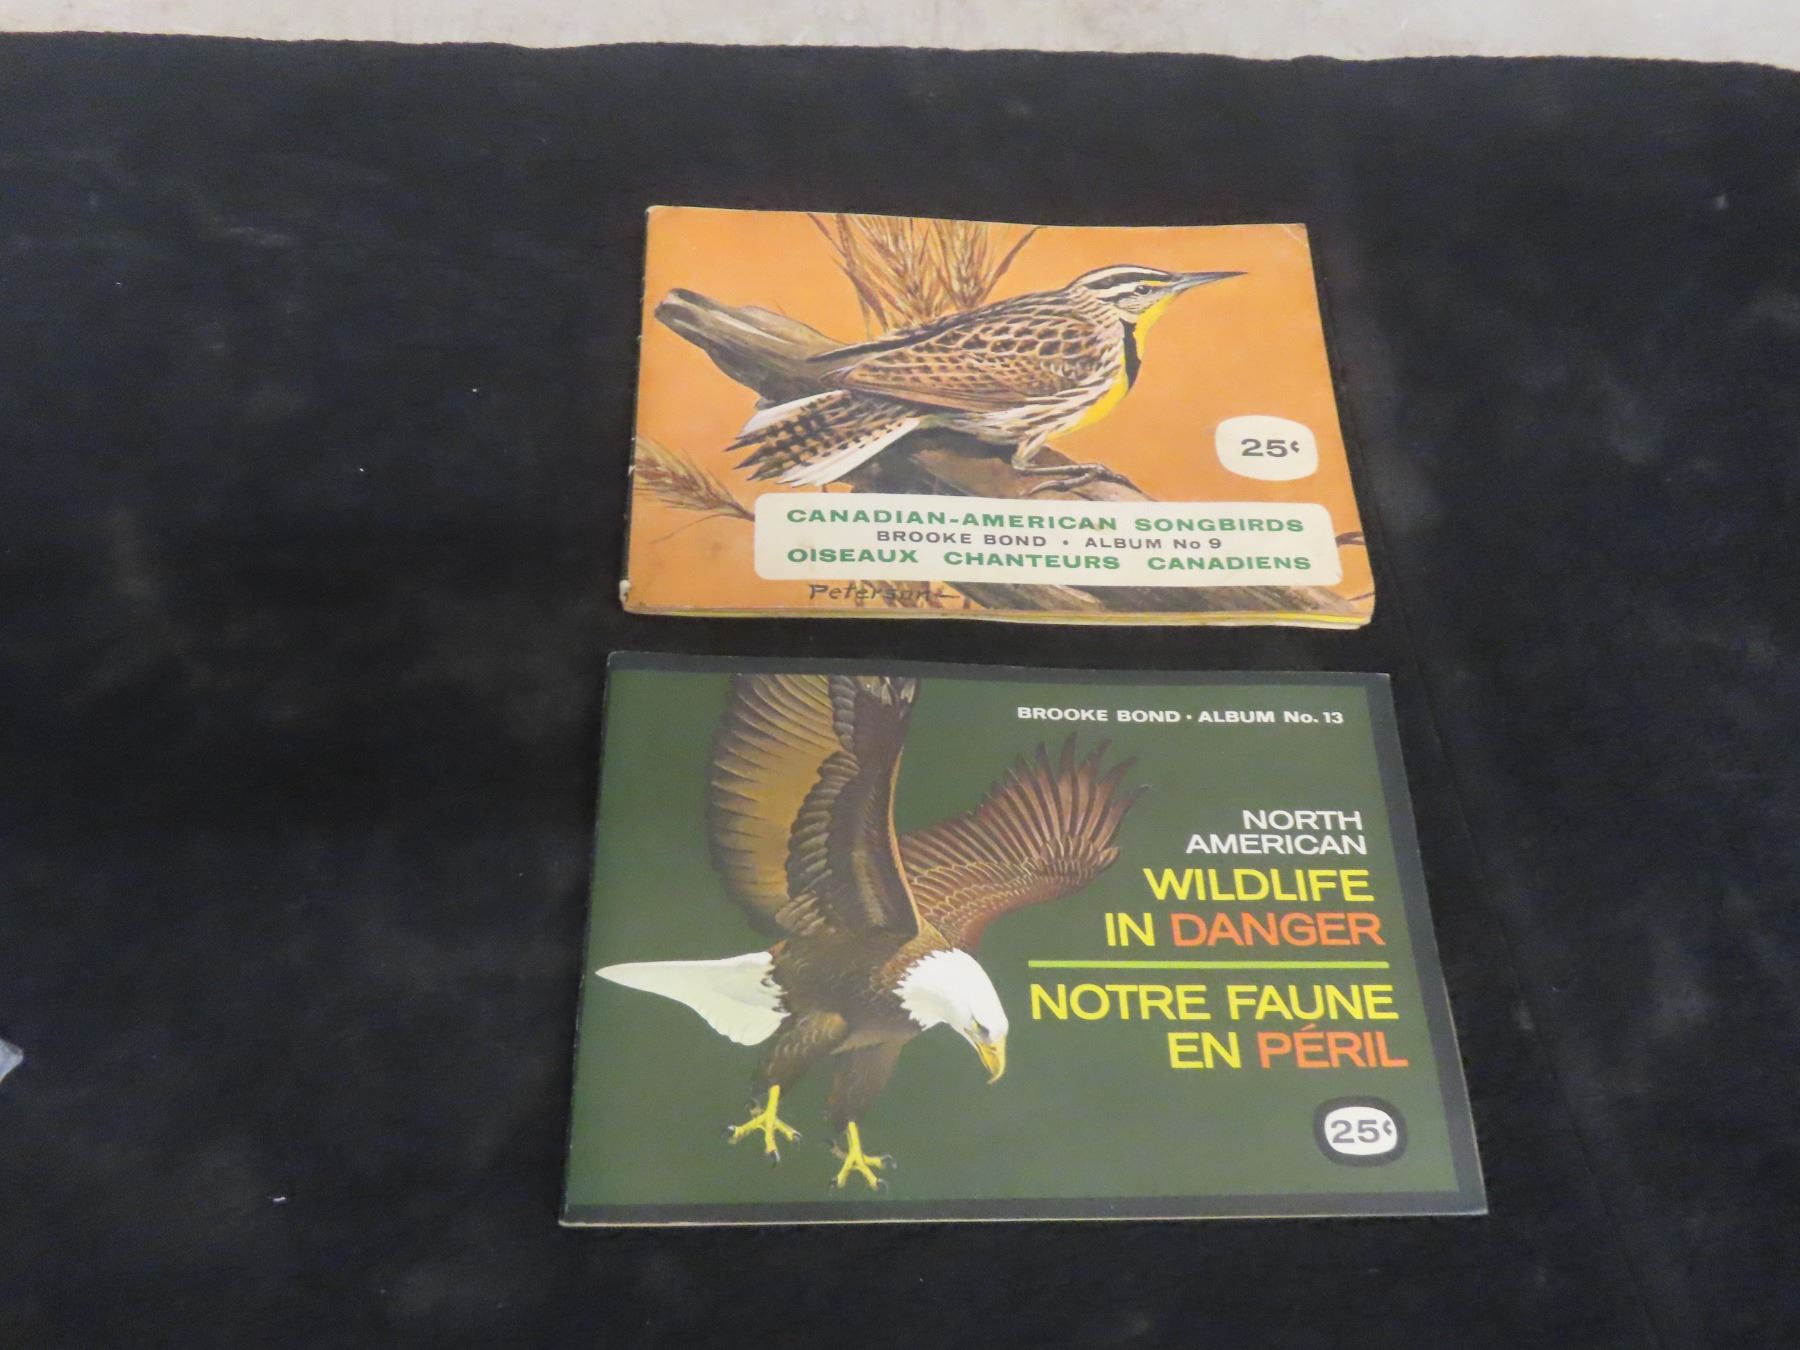 25¢
CANADIAN-AMERICAN SONGBIRDS
BROOKE BOND • ALBUM No 9
OISEAUX CHANTEURS CANADIENS
Peterson
BROOKE BOND • ALBUM No. 13
NORTH
AMERICAN
WILDLIFE
IN DANGER
NOTRE FAUNE
EN PÉRIL
25¢